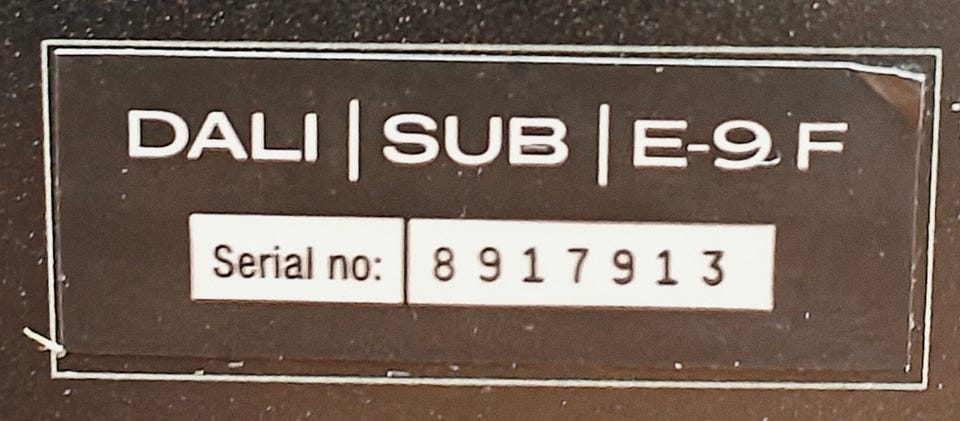 DALI | SUB | E-9 F
Serial no: 8917913